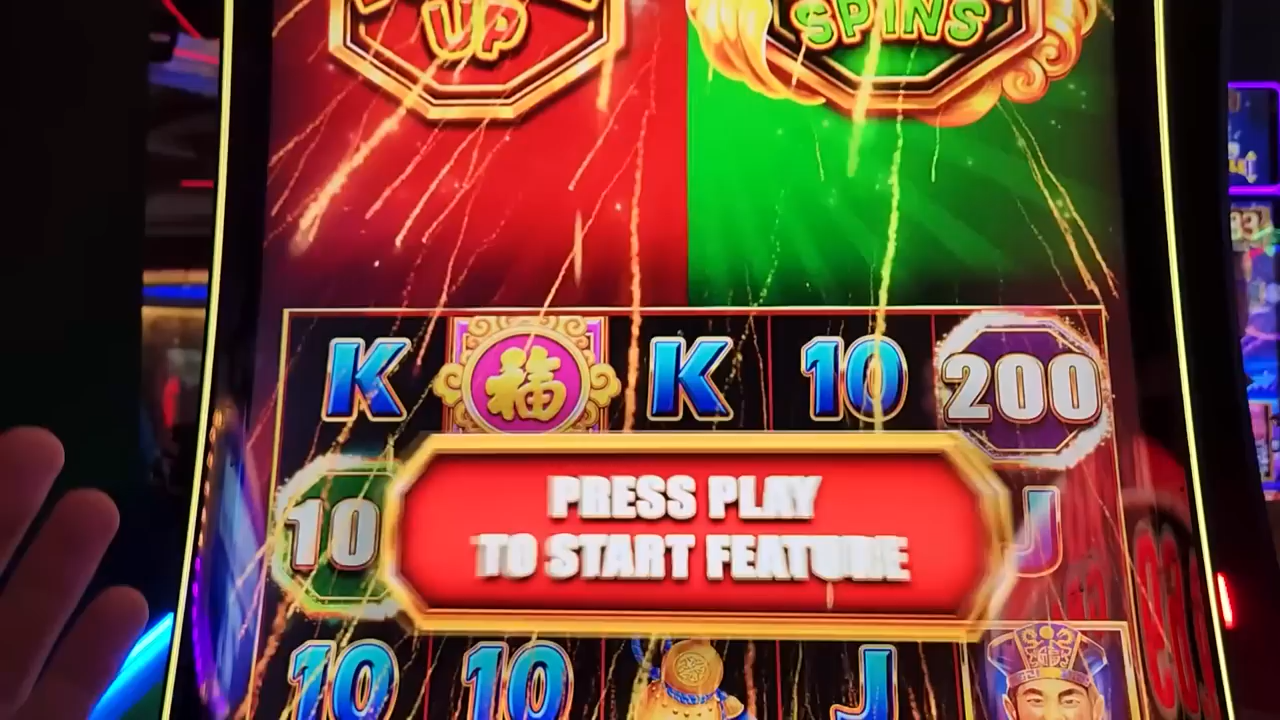 UP
SPINS
K 福 K 10 200
10
PRESS PLAY
TO START FEATURE
J
10 10 J